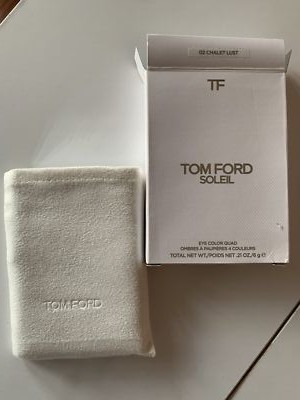 02 CHALET LUST
TF
TOM FORD
SOLEIL
EYE COLOR QUAD
OMBRES À PAUPIÈRES 4 COULEURS
TOTAL NET WT./POIDS NET .21 OZ./6 g ℮
TOM FORD